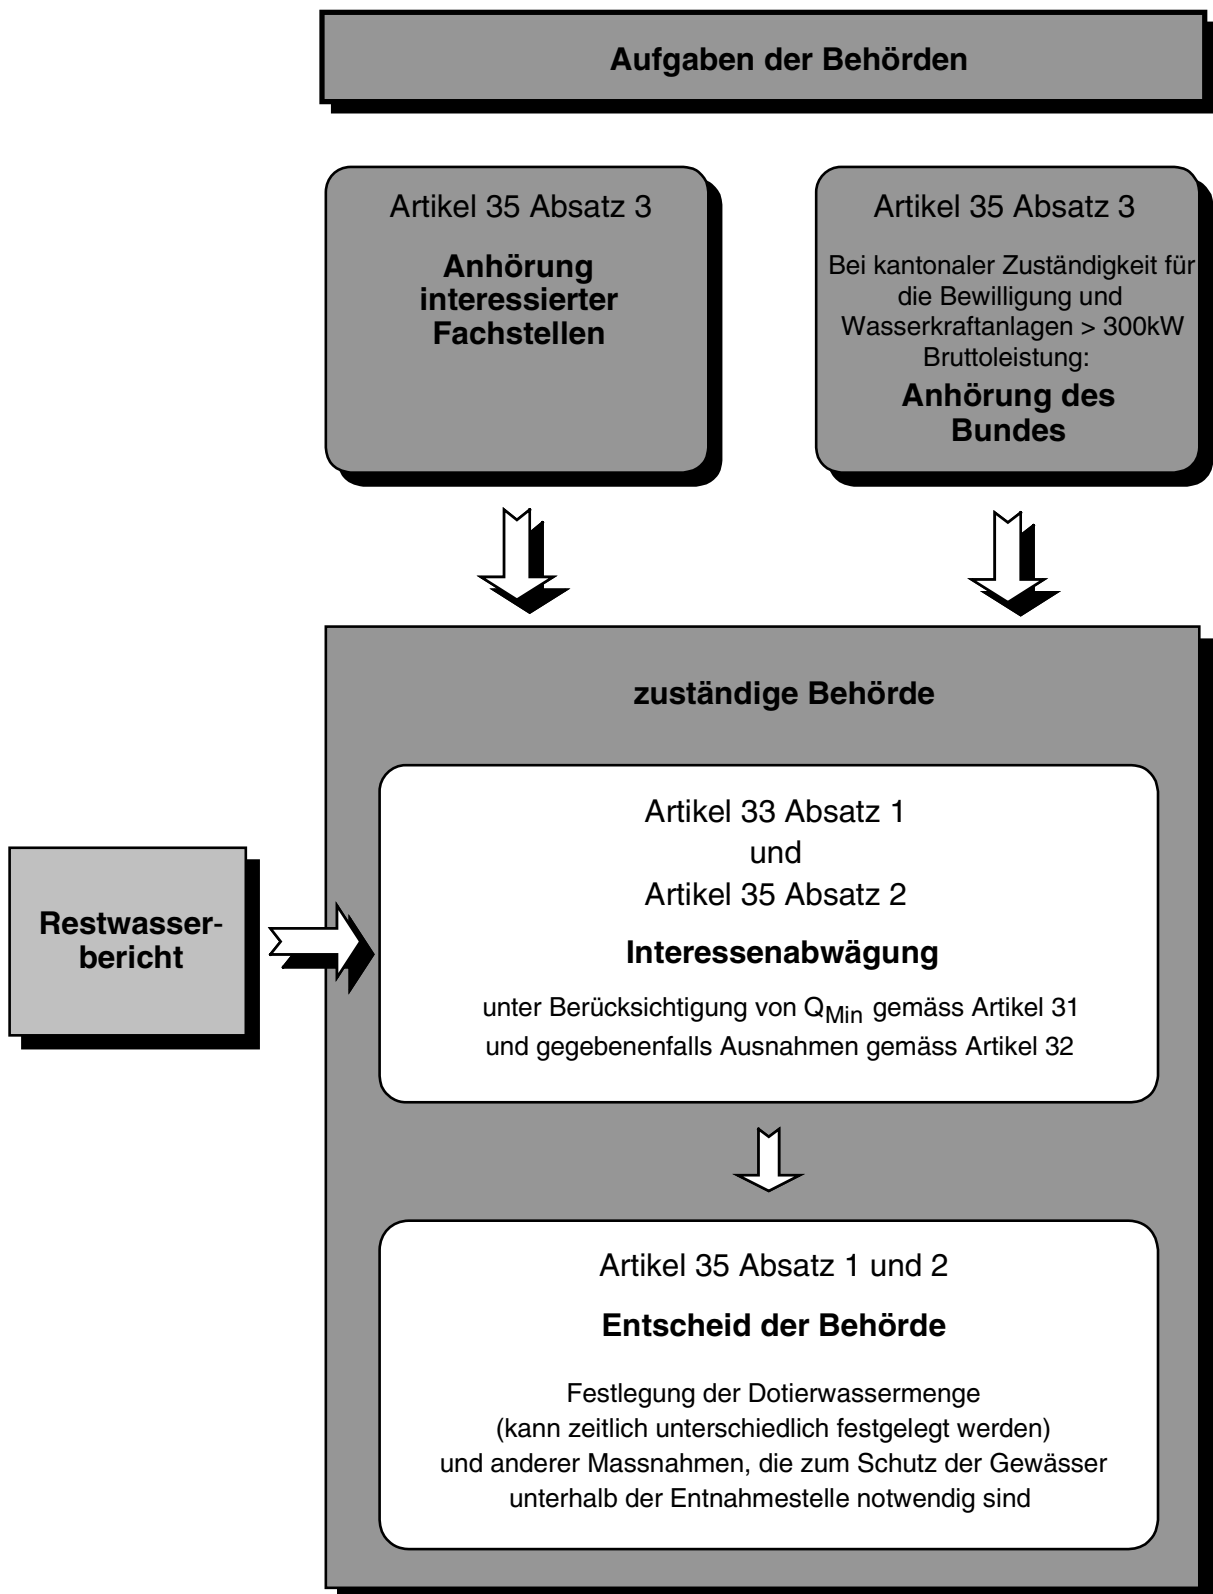 Aufgaben der Behörden
Artikel 35 Absatz 3
Anhörung
interessierter
Fachstellen
Artikel 35 Absatz 3
Bei kantonaler Zuständigkeit für
die Bewilligung und
Wasserkraftanlagen > 300kW
Bruttoleistung:
Anhörung des
Bundes
zuständige Behörde
Restwasser-
bericht
Artikel 33 Absatz 1
und
Artikel 35 Absatz 2
Interessenabwägung
unter Berücksichtigung von QMin gemäss Artikel 31
und gegebenenfalls Ausnahmen gemäss Artikel 32
Artikel 35 Absatz 1 und 2
Entscheid der Behörde
Festlegung der Dotierwassermenge
(kann zeitlich unterschiedlich festgelegt werden)
und anderer Massnahmen, die zum Schutz der Gewässer
unterhalb der Entnahmestelle notwendig sind